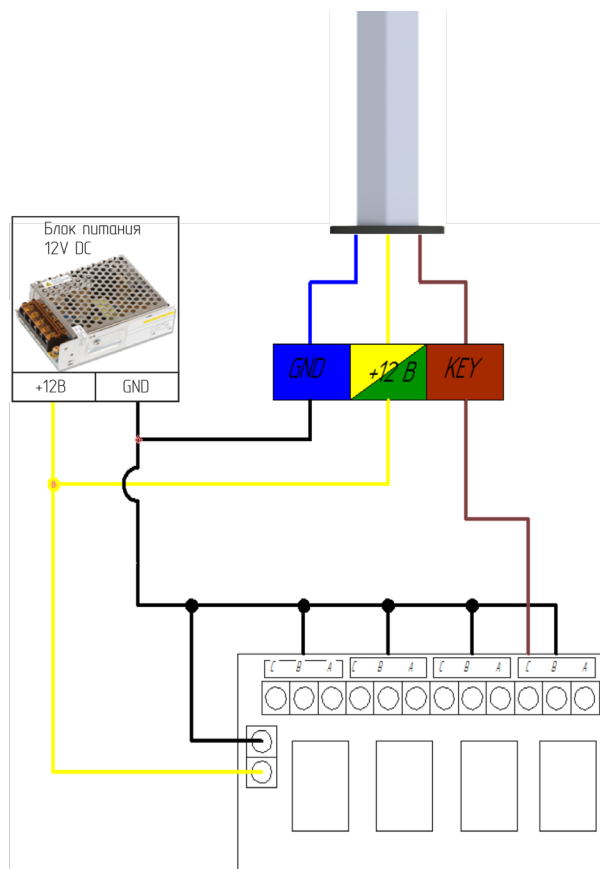 Блок питания
12V DC
+12В
GND
GND
+12 В
KEY
C B A
C B A
C B A
C B A